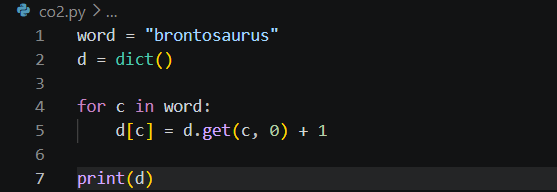 co2.py > ...
1 word = "brontosaurus"
2 d = dict()
3
4 for c in word:
5     d[c] = d.get(c, 0) + 1
6
7 print(d)